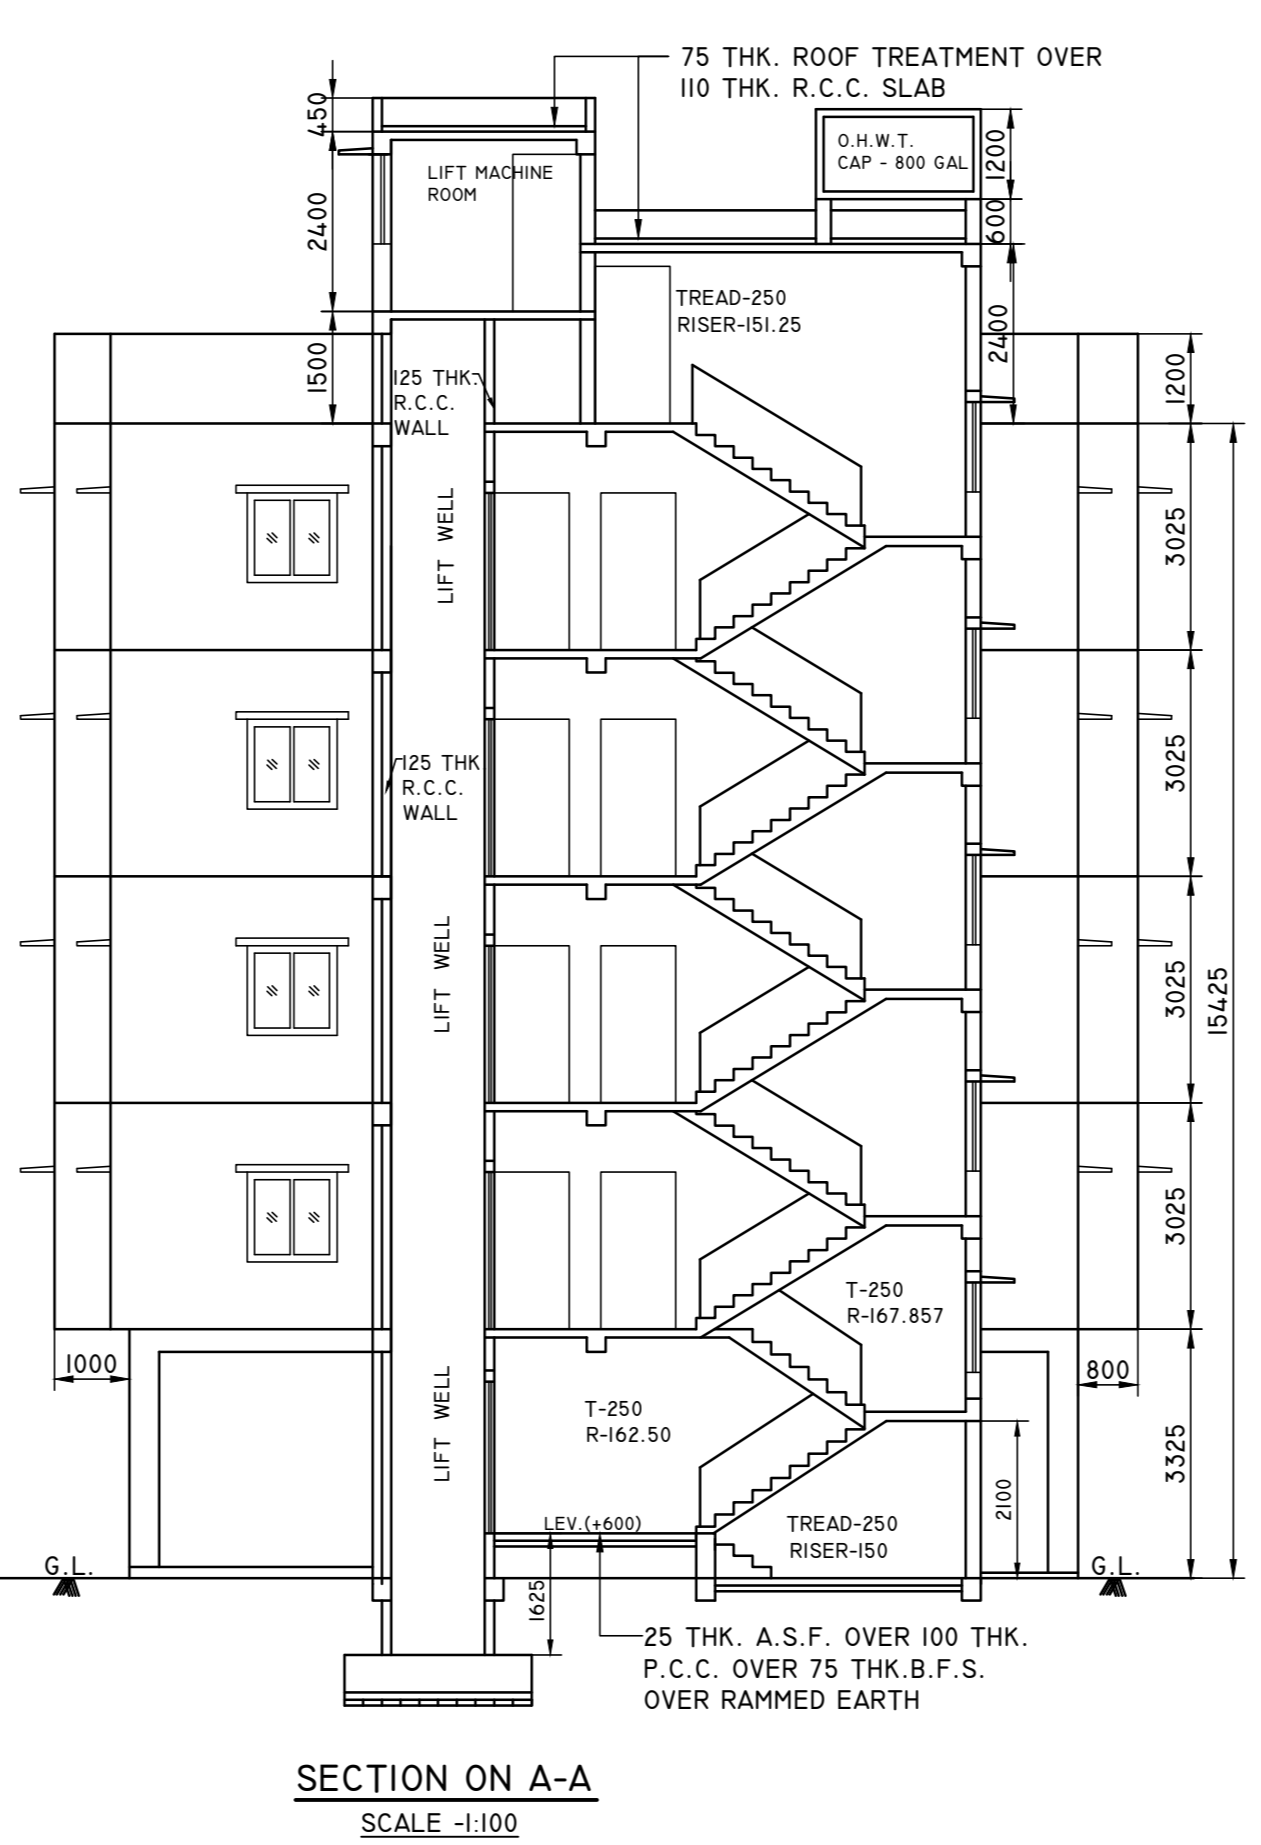 75 THK. ROOF TREATMENT OVER
110 THK. R.C.C. SLAB
450
O.H.W.T.
CAP - 800 GAL
1200
LIFT MACHINE
ROOM
2400
600
TREAD-250
RISER-151.25
2400
1500
1200
125 THK.
R.C.C.
WALL
LIFT WELL
3025
125 THK
R.C.C.
WALL
3025
LIFT WELL
3025
15425
3025
T-250
R-167.857
1000
800
LIFT WELL
T-250
R-162.50
3325
2100
LEV.(+600)
TREAD-250
RISER-150
G.L.
G.L.
1625
25 THK. A.S.F. OVER 100 THK.
P.C.C. OVER 75 THK.B.F.S.
OVER RAMMED EARTH
SECTION ON A-A
SCALE -1:100